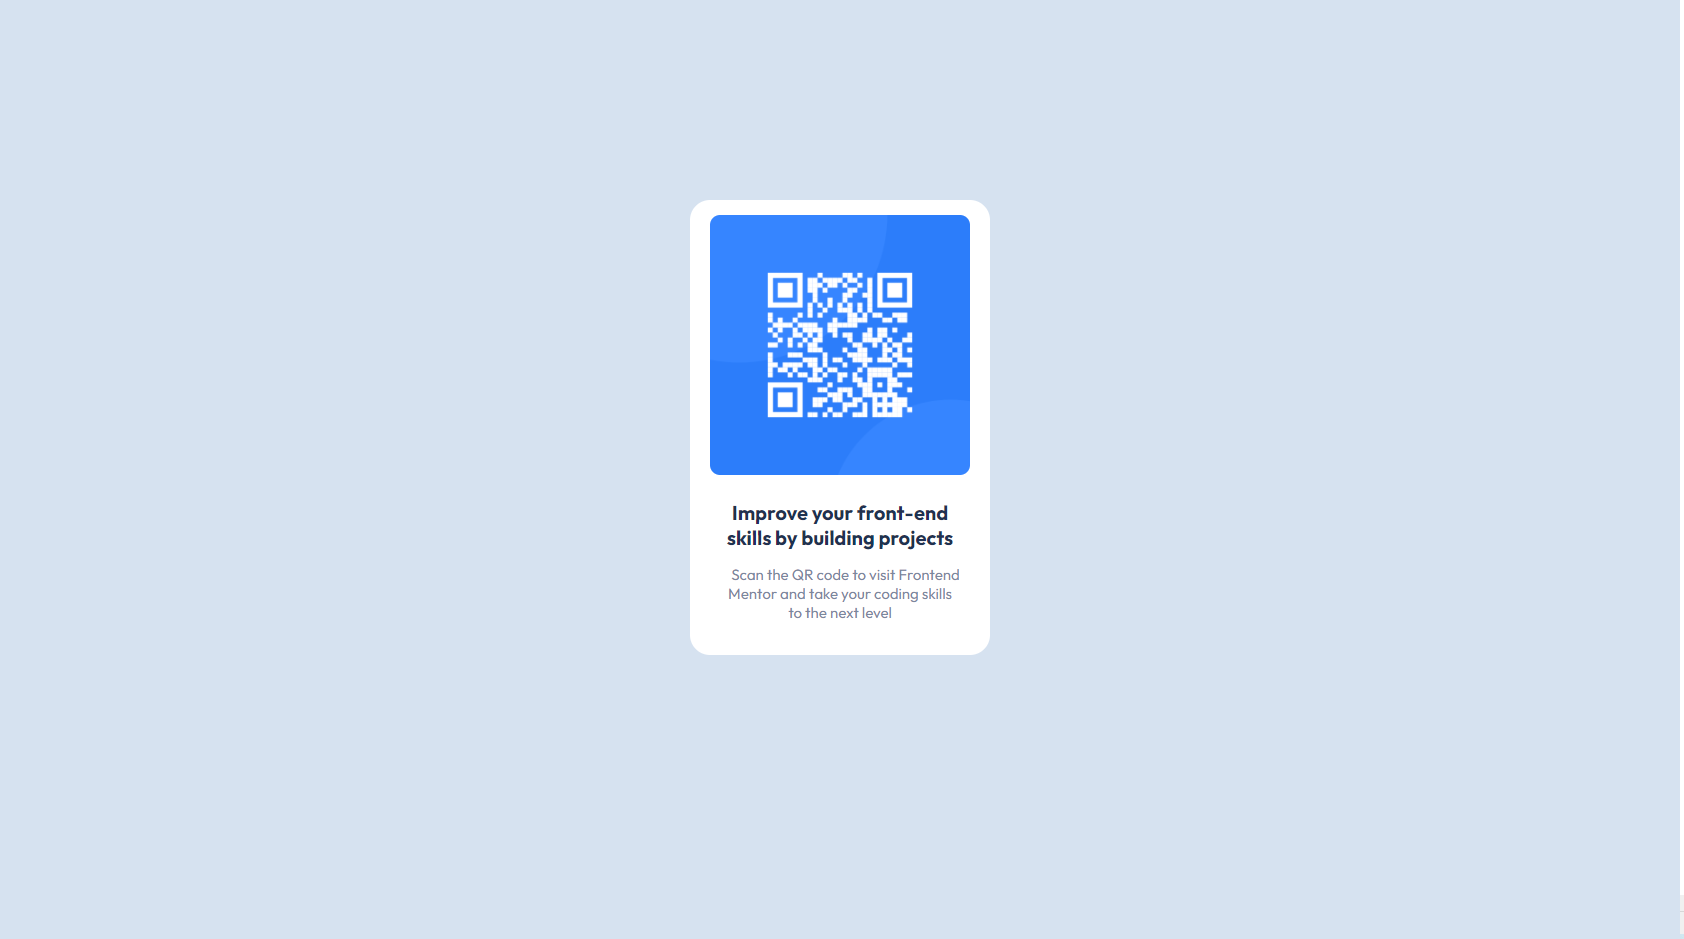 Improve your front-end
skills by building projects
Scan the QR code to visit Frontend
Mentor and take your coding skills
to the next level